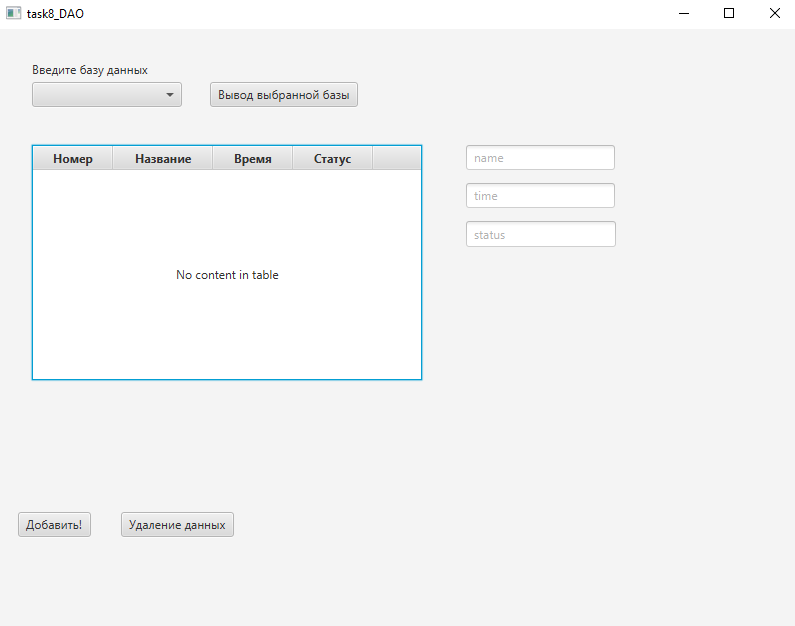 task8_DAO
Введите базу данных
Вывод выбранной базы
Номер Название Время Статус
name
time
status
No content in table
Добавить! Удаление данных